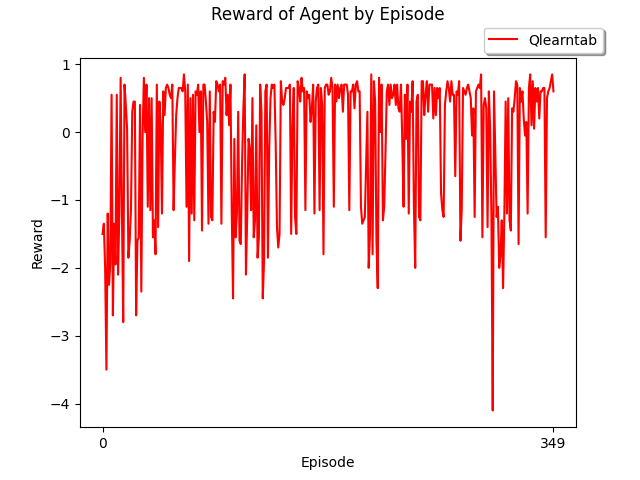 Reward of Agent by Episode
Qlearntab
1
0
−1
−2
−3
−4
Reward
0
349
Episode